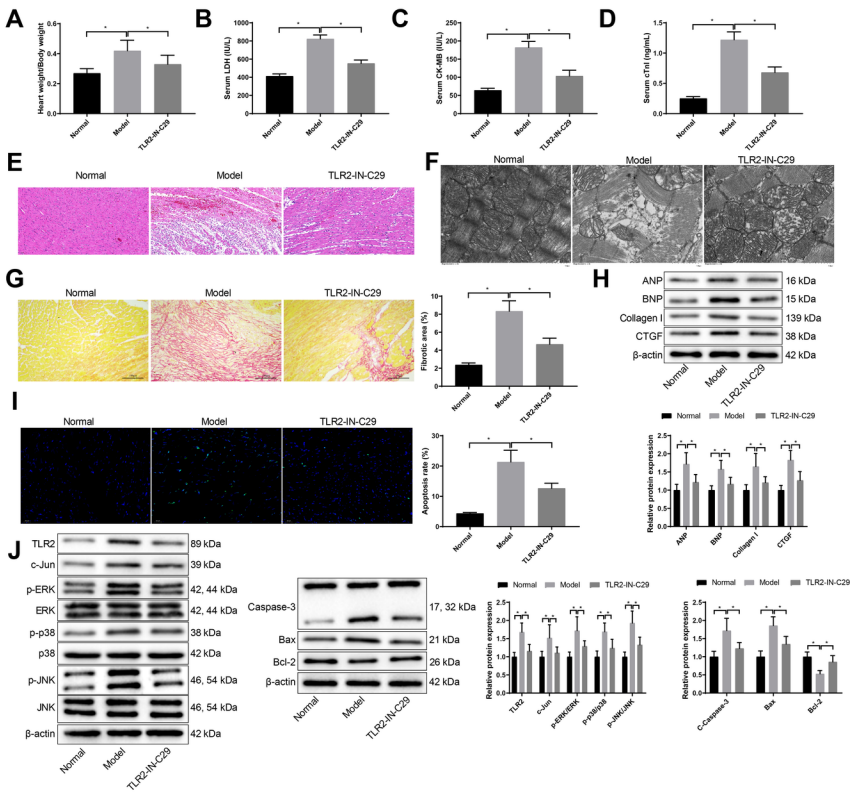 A
Heart weight/Body weight
0.6
0.4
0.2
0.0
*
*
Normal
Model
TLR2-IN-C29
B
Serum LDH (IU/L)
1000
800
600
400
200
0
*
*
Normal
Model
TLR2-IN-C29
C
Serum CK-MB (IU/L)
250
200
150
100
50
0
*
*
Normal
Model
TLR2-IN-C29
D
Serum cTnI (ng/mL)
1.5
1.0
0.5
0.0
*
*
Normal
Model
TLR2-IN-C29
E
Normal
Model
TLR2-IN-C29
F
Normal
Model
TLR2-IN-C29
G
Normal
Model
TLR2-IN-C29
Fibrotic area (%)
10
8
6
4
2
0
*
*
Normal
Model
TLR2-IN-C29
H
ANP
16 kDa
BNP
15 kDa
Collagen I
139 kDa
CTGF
38 kDa
β-actin
42 kDa
Normal
Model
TLR2-IN-C29
Normal
Model
TLR2-IN-C29
Relative protein expression
2.5
2.0
1.5
1.0
0.5
0.0
* *
* *
* *
* *
ANP
BNP
Collagen I
CTGF
I
Normal
Model
TLR2-IN-C29
Apoptosis rate (%)
30
20
10
0
*
*
Normal
Model
TLR2-IN-C29
J
TLR2
89 kDa
c-Jun
39 kDa
p-ERK
42, 44 kDa
ERK
42, 44 kDa
p-p38
38 kDa
p38
42 kDa
p-JNK
46, 54 kDa
JNK
46, 54 kDa
β-actin
42 kDa
Normal
Model
TLR2-IN-C29
Caspase-3
17, 32 kDa
Bax
21 kDa
Bcl-2
26 kDa
β-actin
42 kDa
Normal
Model
TLR2-IN-C29
Normal
Model
TLR2-IN-C29
Relative protein expression
2.5
2.0
1.5
1.0
0.5
0.0
* *
* *
* *
* *
* *
TLR2
c-Jun
p-ERK/ERK
p-p38/p38
p-JNK/JNK
Normal
Model
TLR2-IN-C29
Relative protein expression
2.5
2.0
1.5
1.0
0.5
0.0
* *
* *
* *
C-Caspase-3
Bax
Bcl-2